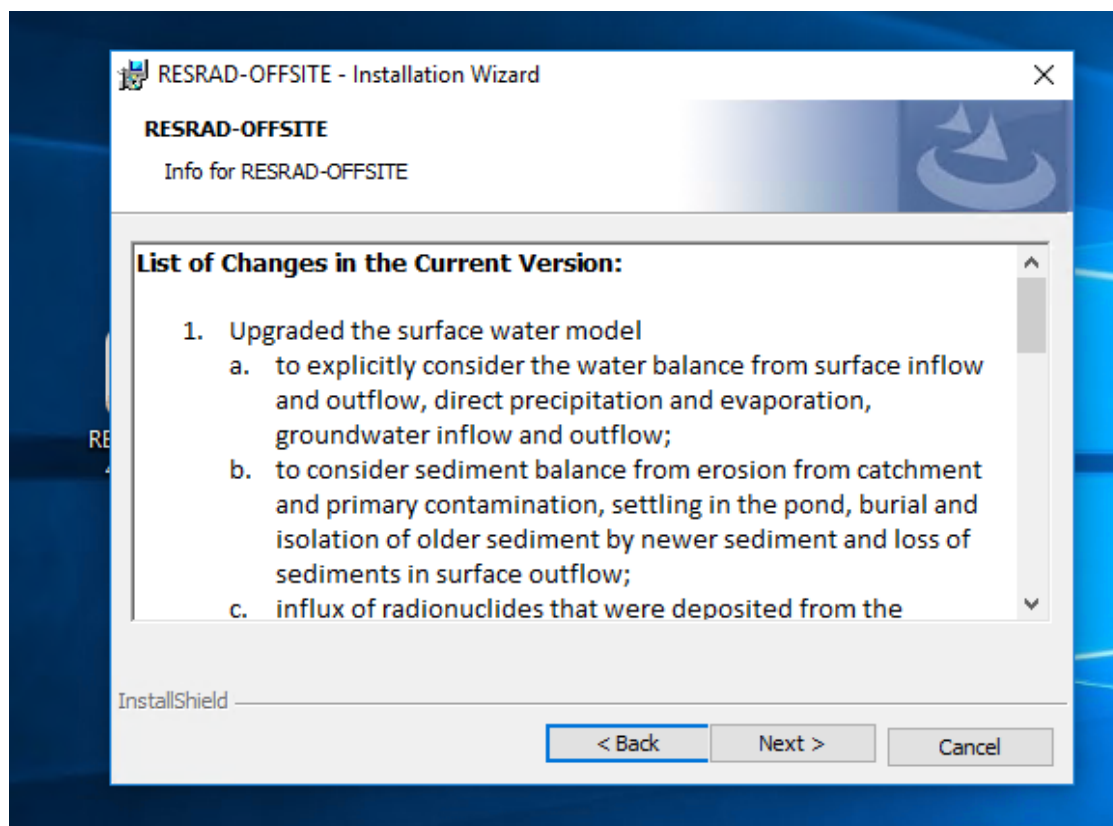 RESRAD-OFFSITE - Installation Wizard
RESRAD-OFFSITE
Info for RESRAD-OFFSITE
List of Changes in the Current Version:
1. Upgraded the surface water model
a. to explicitly consider the water balance from surface inflow
and outflow, direct precipitation and evaporation,
groundwater inflow and outflow;
b. to consider sediment balance from erosion from catchment
and primary contamination, settling in the pond, burial and
isolation of older sediment by newer sediment and loss of
sediments in surface outflow;
c. influx of radionuclides that were deposited from the
RE
InstallShield
< Back Next > Cancel